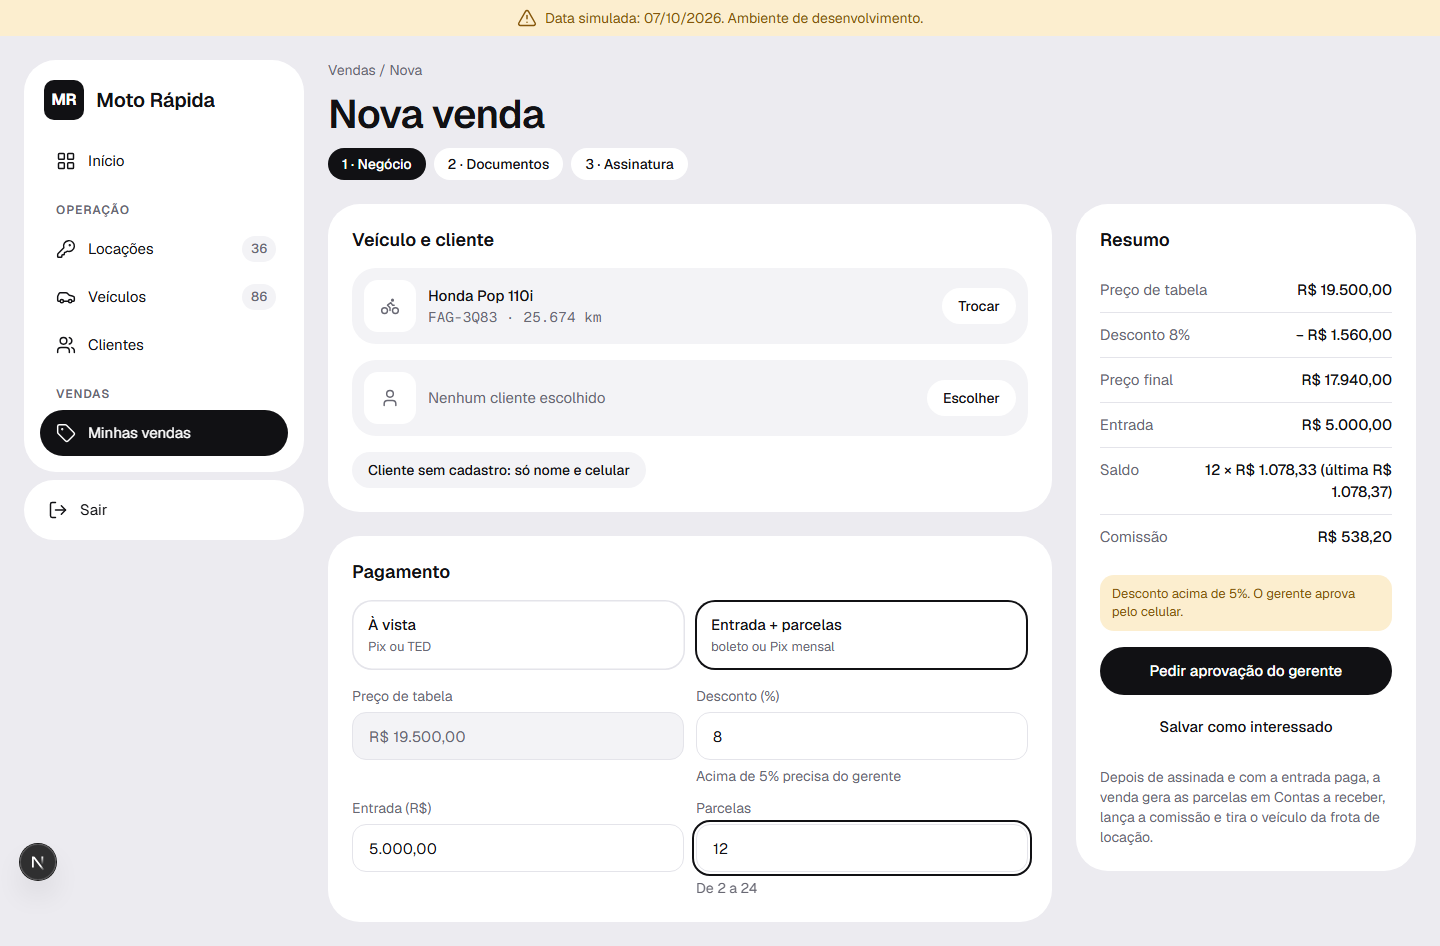 Data simulada: 07/10/2026. Ambiente de desenvolvimento.
MR
Moto Rápida
Início
OPERAÇÃO
Locações
36
Veículos
86
Clientes
VENDAS
Minhas vendas
Sair
N
Vendas / Nova
Nova venda
1 · Negócio
2 · Documentos
3 · Assinatura
Veículo e cliente
Honda Pop 110i
FAG-3Q83 · 25.674 km
Trocar
Nenhum cliente escolhido
Escolher
Cliente sem cadastro: só nome e celular
Pagamento
À vista
Pix ou TED
Entrada + parcelas
boleto ou Pix mensal
Preço de tabela
R$ 19.500,00
Desconto (%)
8
Acima de 5% precisa do gerente
Entrada (R$)
5.000,00
Parcelas
12
De 2 a 24
Resumo
Preço de tabela R$ 19.500,00
Desconto 8% – R$ 1.560,00
Preço final R$ 17.940,00
Entrada R$ 5.000,00
Saldo 12 × R$ 1.078,33 (última R$
1.078,37)
Comissão R$ 538,20
Desconto acima de 5%. O gerente aprova
pelo celular.
Pedir aprovação do gerente
Salvar como interessado
Depois de assinada e com a entrada paga, a
venda gera as parcelas em Contas a receber,
lança a comissão e tira o veículo da frota de
locação.